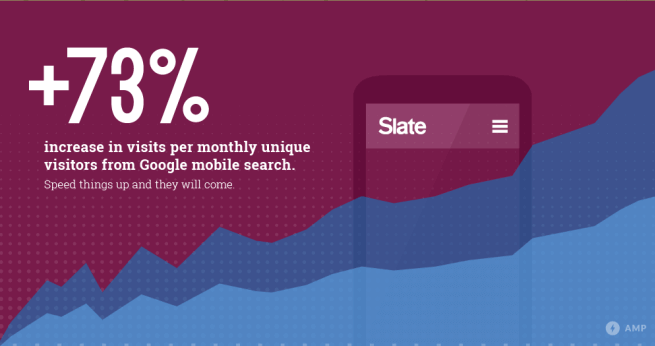 +73%
increase in visits per monthly unique
visitors from Google mobile search.
Speed things up and they will come.
Slate
AMP